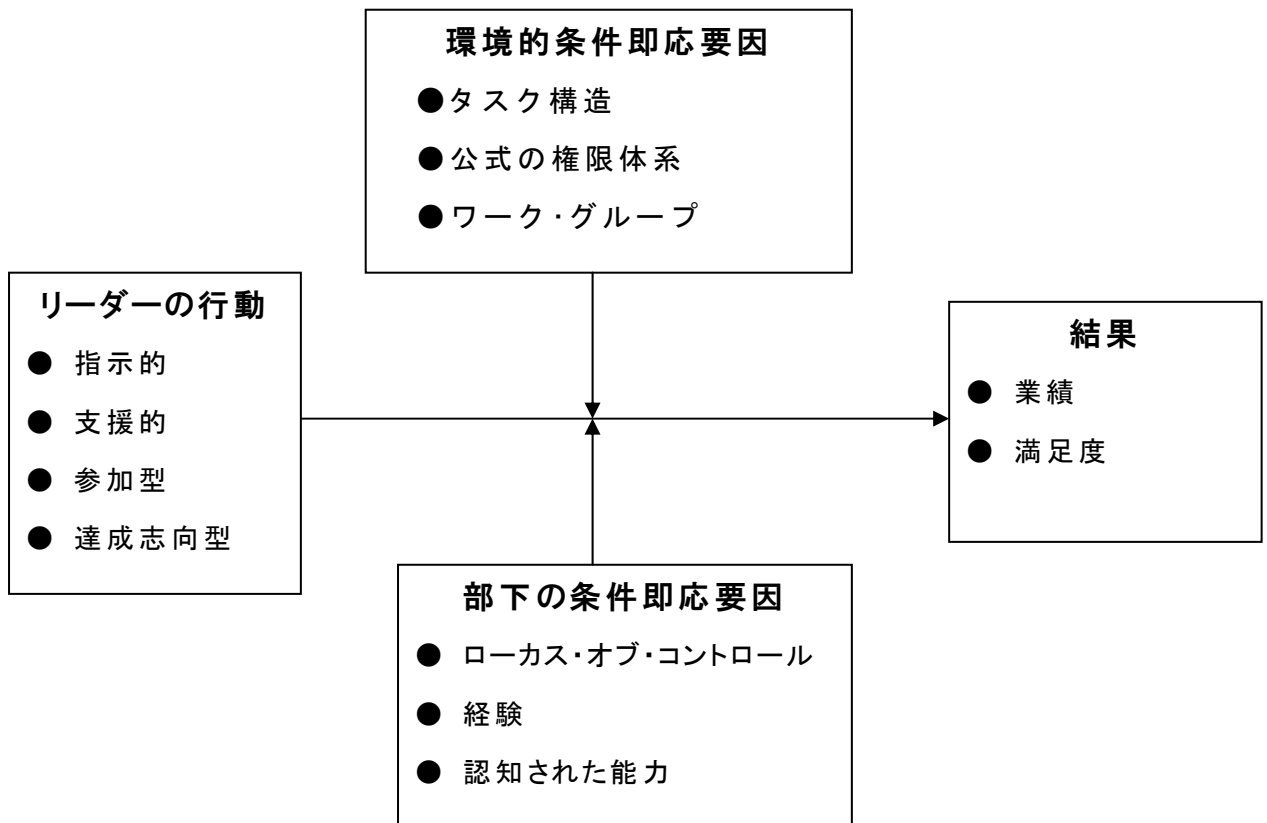 環境的条件即応要因
●タスク構造
●公式の権限体系
●ワーク・グループ
リーダーの行動
● 指示的
● 支援的
● 参加型
● 達成志向型
結果
● 業績
● 満足度
部下の条件即応要因
● ローカス・オブ・コントロール
● 経験
● 認知された能力